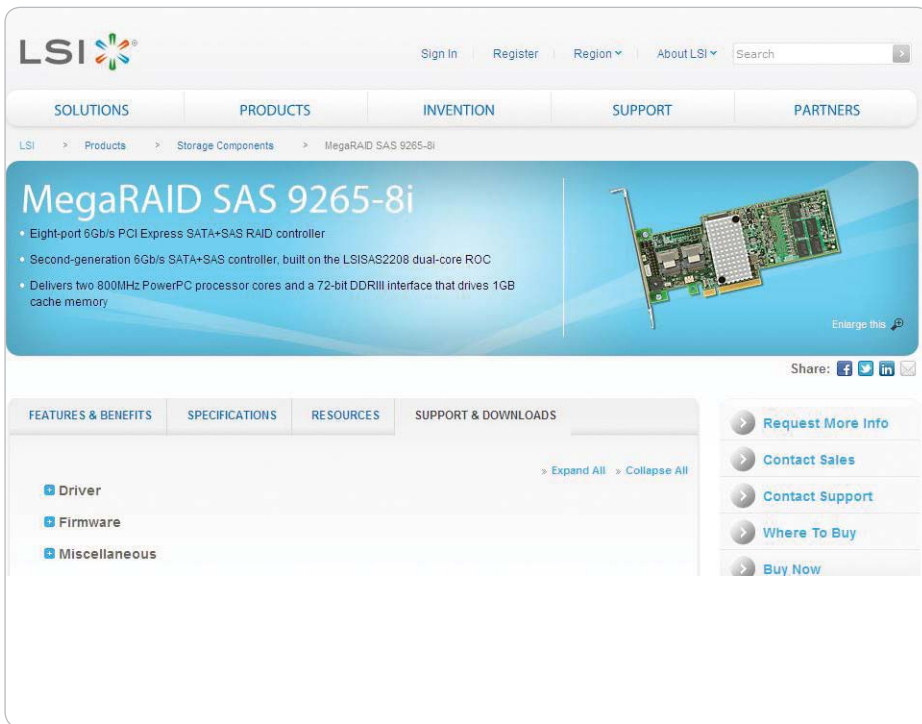 LSI
Sign In Register Region About LSI Search
SOLUTIONS PRODUCTS INVENTION SUPPORT PARTNERS
LSI > Products > Storage Components > MegaRAID SAS 9265-8i
MegaRAID SAS 9265-8i
Eight-port 6Gb/s PCI Express SATA+SAS RAID controller
Second-generation 6Gb/s SATA+SAS controller, built on the LSISAS2208 dual-core ROC
Delivers two 800MHz PowerPC processor cores and a 72-bit DDRIII interface that drives 1GB
cache memory
Enlarge this
Share:
FEATURES & BENEFITS SPECIFICATIONS RESOURCES SUPPORT & DOWNLOADS
» Expand All » Collapse All
Driver
Firmware
Miscellaneous
Request More Info
Contact Sales
Contact Support
Where To Buy
Buy Now